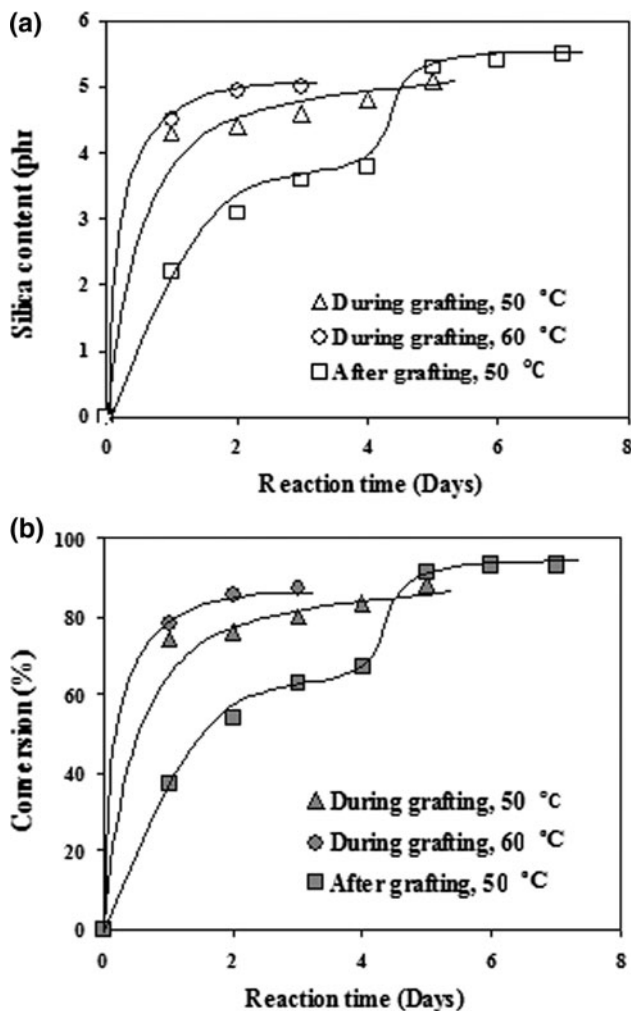 (a)
6
5
4
3
2
1
0
Silica content (phr
During grafting, 50 °C
During grafting, 60 °C
After grafting, 50 °C
0 2 4 6 8
Reaction time (Days)
(b)
100
80
60
40
20
0
Conversion (%)
During grafting, 50 °C
During grafting, 60 °C
After grafting, 50 °C
0 2 4 6 8
Reaction time (Days)